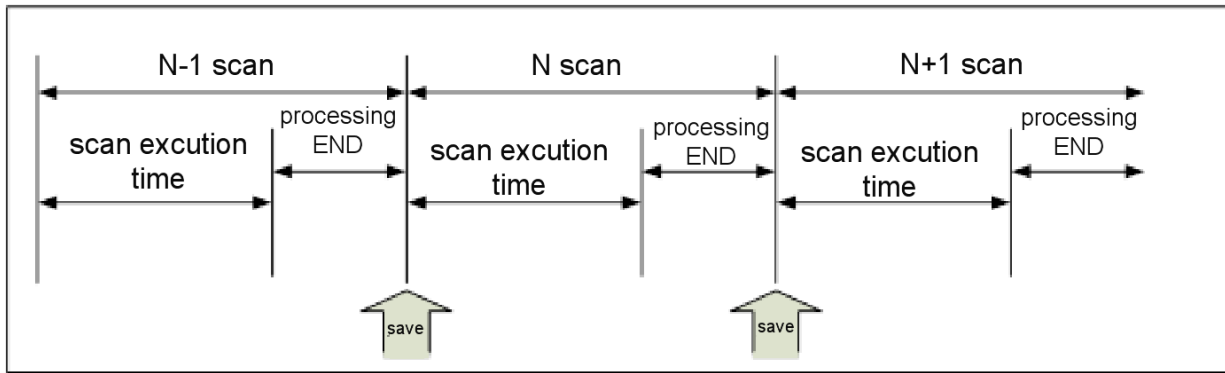 N-1 scan
N scan
N+1 scan
processing
END
scan excution
time
processing
END
scan excution
time
processing
END
scan excution
time
save
save